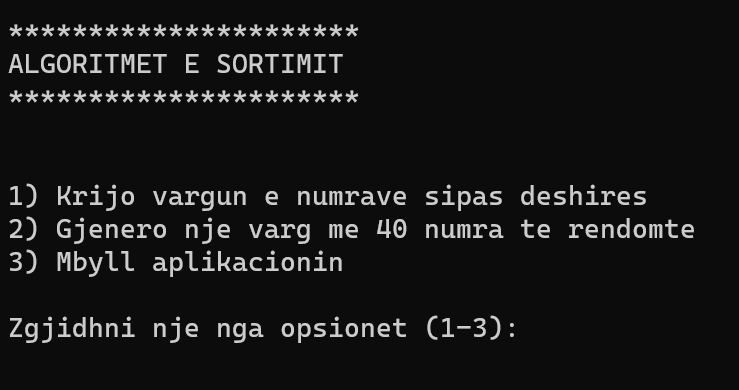 **********************
ALGORITMET E SORTIMIT
**********************
1) Krijo vargun e numrave sipas deshires
2) Gjenero nje varg me 40 numra te rendomte
3) Mbyll aplikacionin
Zgjidhni nje nga opsionet (1-3):